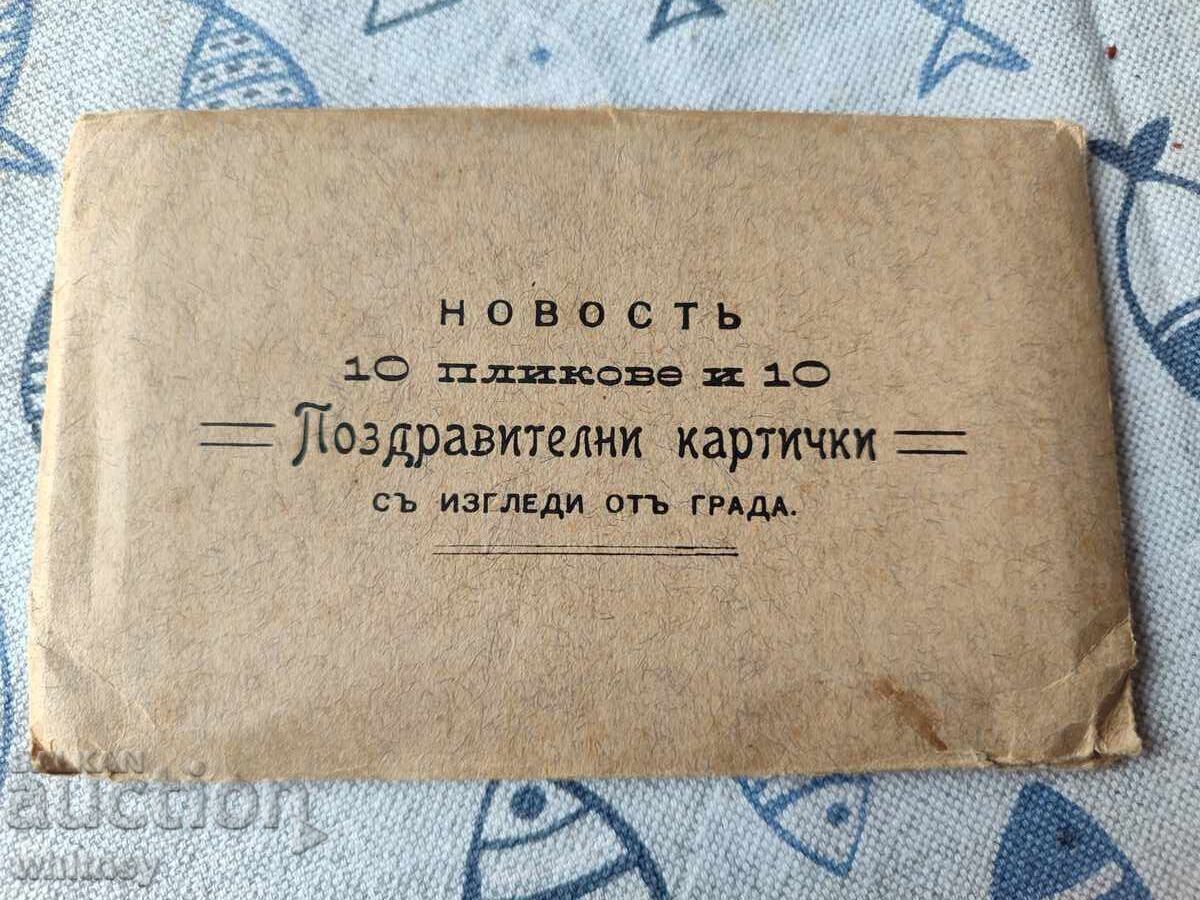 НОВОСТЬ
10 пликове и 10
Поздравителни картички
СЪ ИЗГЛЕДИ ОТЪ ГРАДА.
BALKAN
auction
whitney